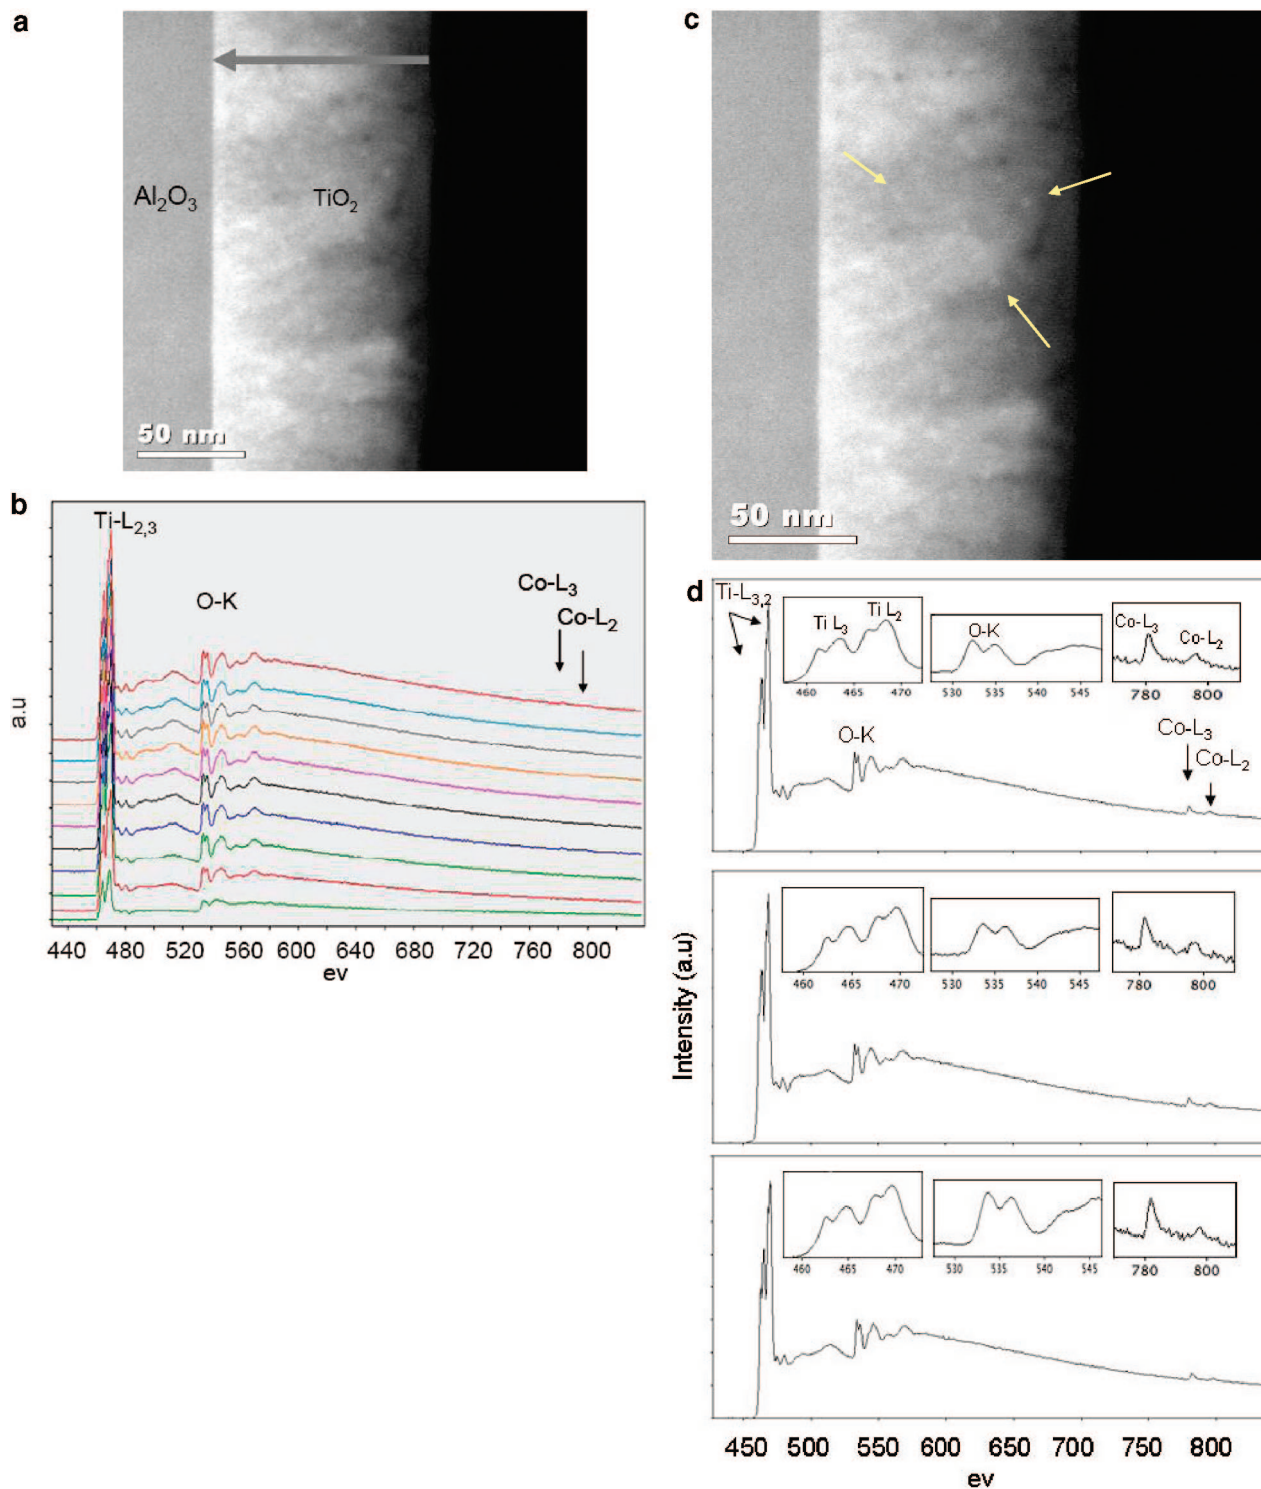 a
Al₂O₃
TiO₂
50 nm
b
Ti-L₂,₃
O-K
Co-L₃
Co-L₂
a.u
440 480 520 560 600 640 680 720 760 800
ev
c
50 nm
d
Ti-L₃,₂
Ti L₃
Ti L₂
460 465 470
O-K
530 535 540 545
Co-L₃
Co-L₂
780 800
O-K
Co-L₃
Co-L₂
460 465 470
530 535 540 545
780 800
Intensity (a.u)
460 465 470
530 535 540 545
780 800
450 500 550 600 650 700 750 800
ev